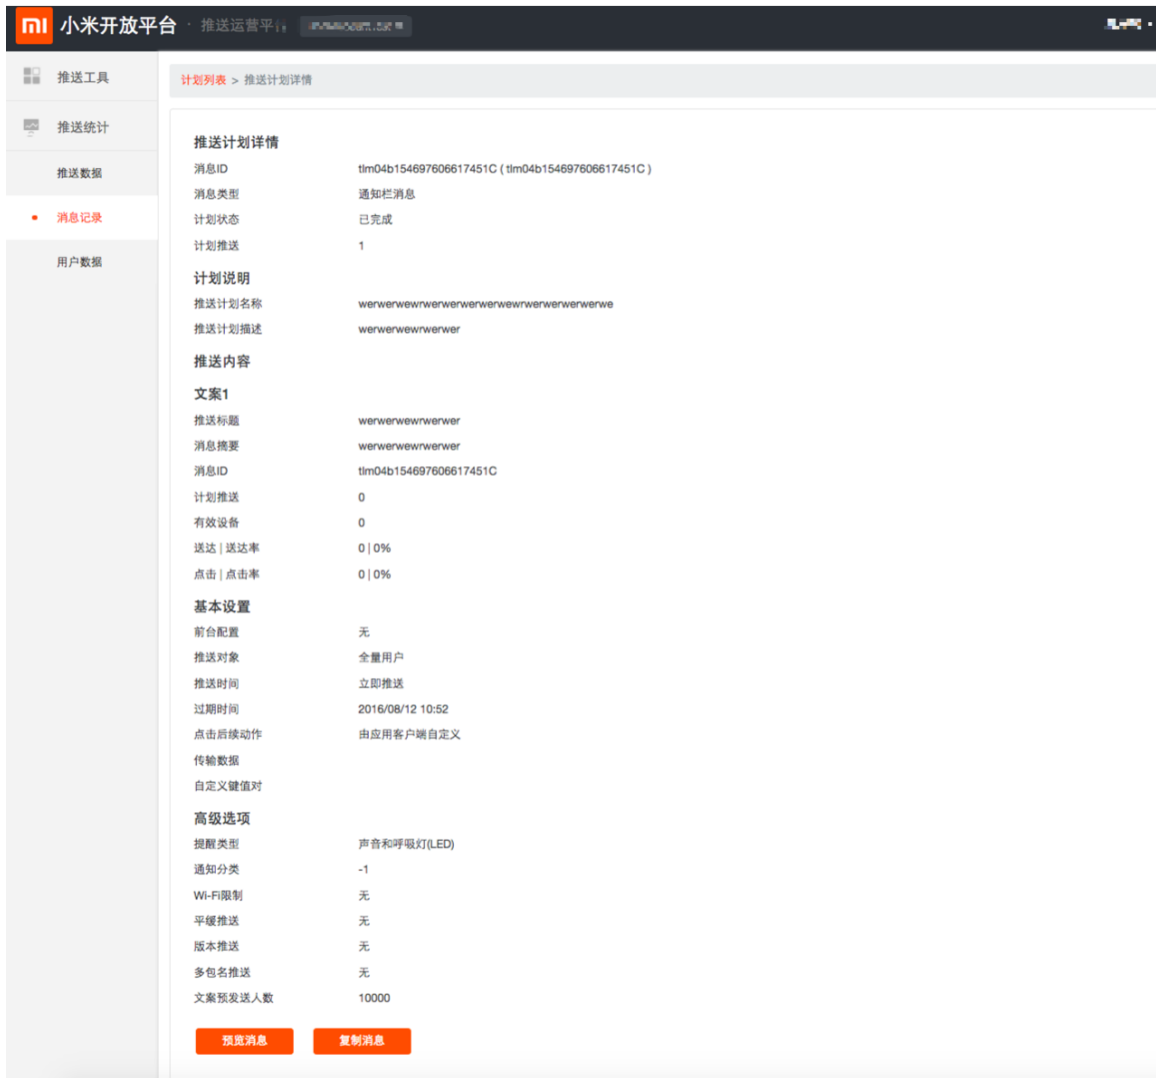 小米开放平台 · 推送运营平
推送工具
推送统计
推送数据
消息记录
用户数据
计划列表 > 推送计划详情
推送计划详情
消息ID tlm04b154697606617451C ( tlm04b154697606617451C )
消息类型 通知栏消息
计划状态 已完成
计划推送 1
计划说明
推送计划名称 werwerwewrwerwerwerwerwewrwerwerwerwerwe
推送计划描述 werwerwewrwerwer
推送内容
文案1
推送标题 werwerwewrwerwer
消息摘要 werwerwewrwerwer
消息ID tlm04b154697606617451C
计划推送 0
有效设备 0
送达 | 送达率 0 | 0%
点击 | 点击率 0 | 0%
基本设置
前台配置 无
推送对象 全量用户
推送时间 立即推送
过期时间 2016/08/12 10:52
点击后续动作 由应用客户端自定义
传输数据
自定义键值对
高级选项
提醒类型 声音和呼吸灯(LED)
通知分类 -1
Wi-Fi限制 无
平缓推送 无
版本推送 无
多包名推送 无
文案预发送人数 10000
预览消息 复制消息